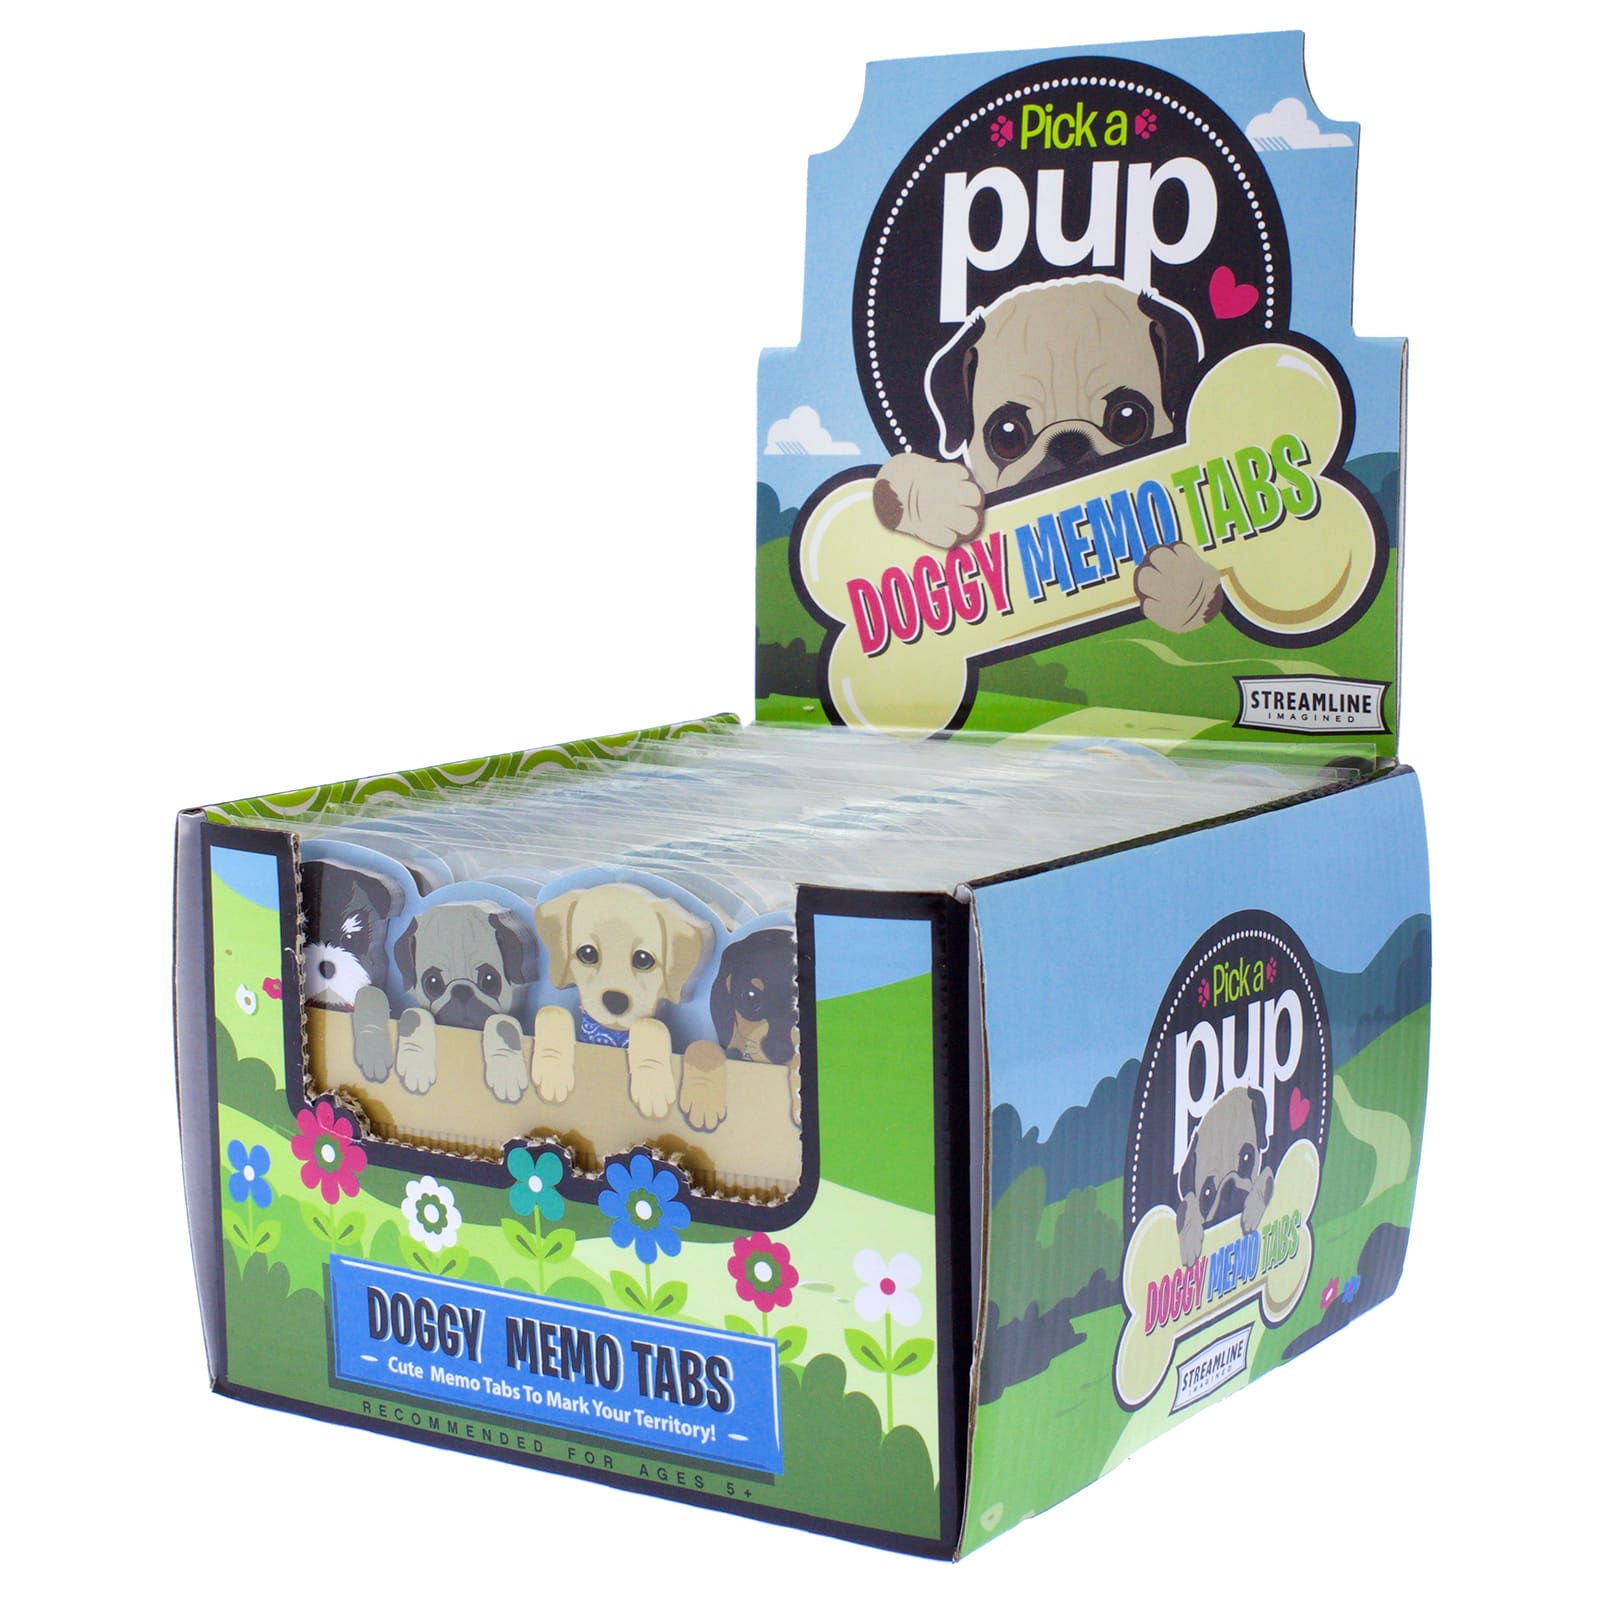 Pick a
pup
DOGGY MEMO TABS
STREAMLINE
IMAGINED
DOGGY MEMO TABS
Cute Memo Tabs To Mark Your Territory!
RECOMMENDED FOR AGES 5+
Pick a
pup
DOGGY MEMO TABS
STREAMLINE
IMAGINED